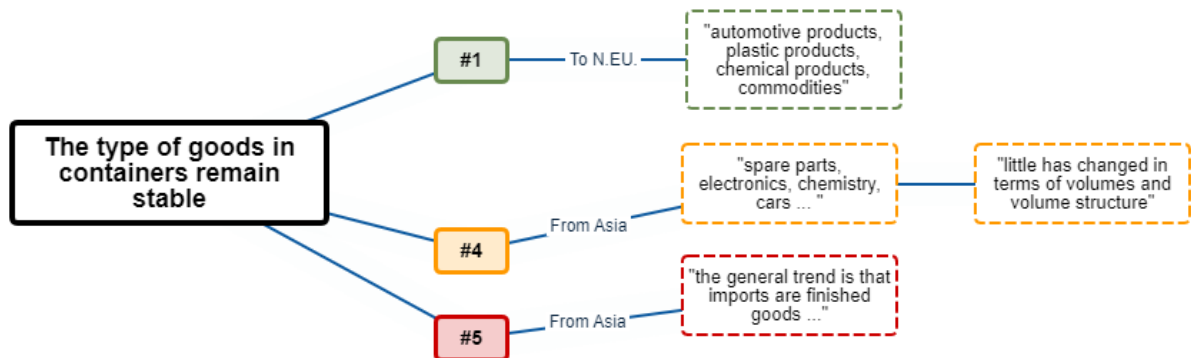 The type of goods in
containers remain
stable
#1
To N.EU.
"automotive products,
plastic products,
chemical products,
commodities"
#4
From Asia
"spare parts,
electronics, chemistry,
cars ... "
"little has changed in
terms of volumes and
volume structure"
#5
From Asia
"the general trend is that
imports are finished
goods ..."